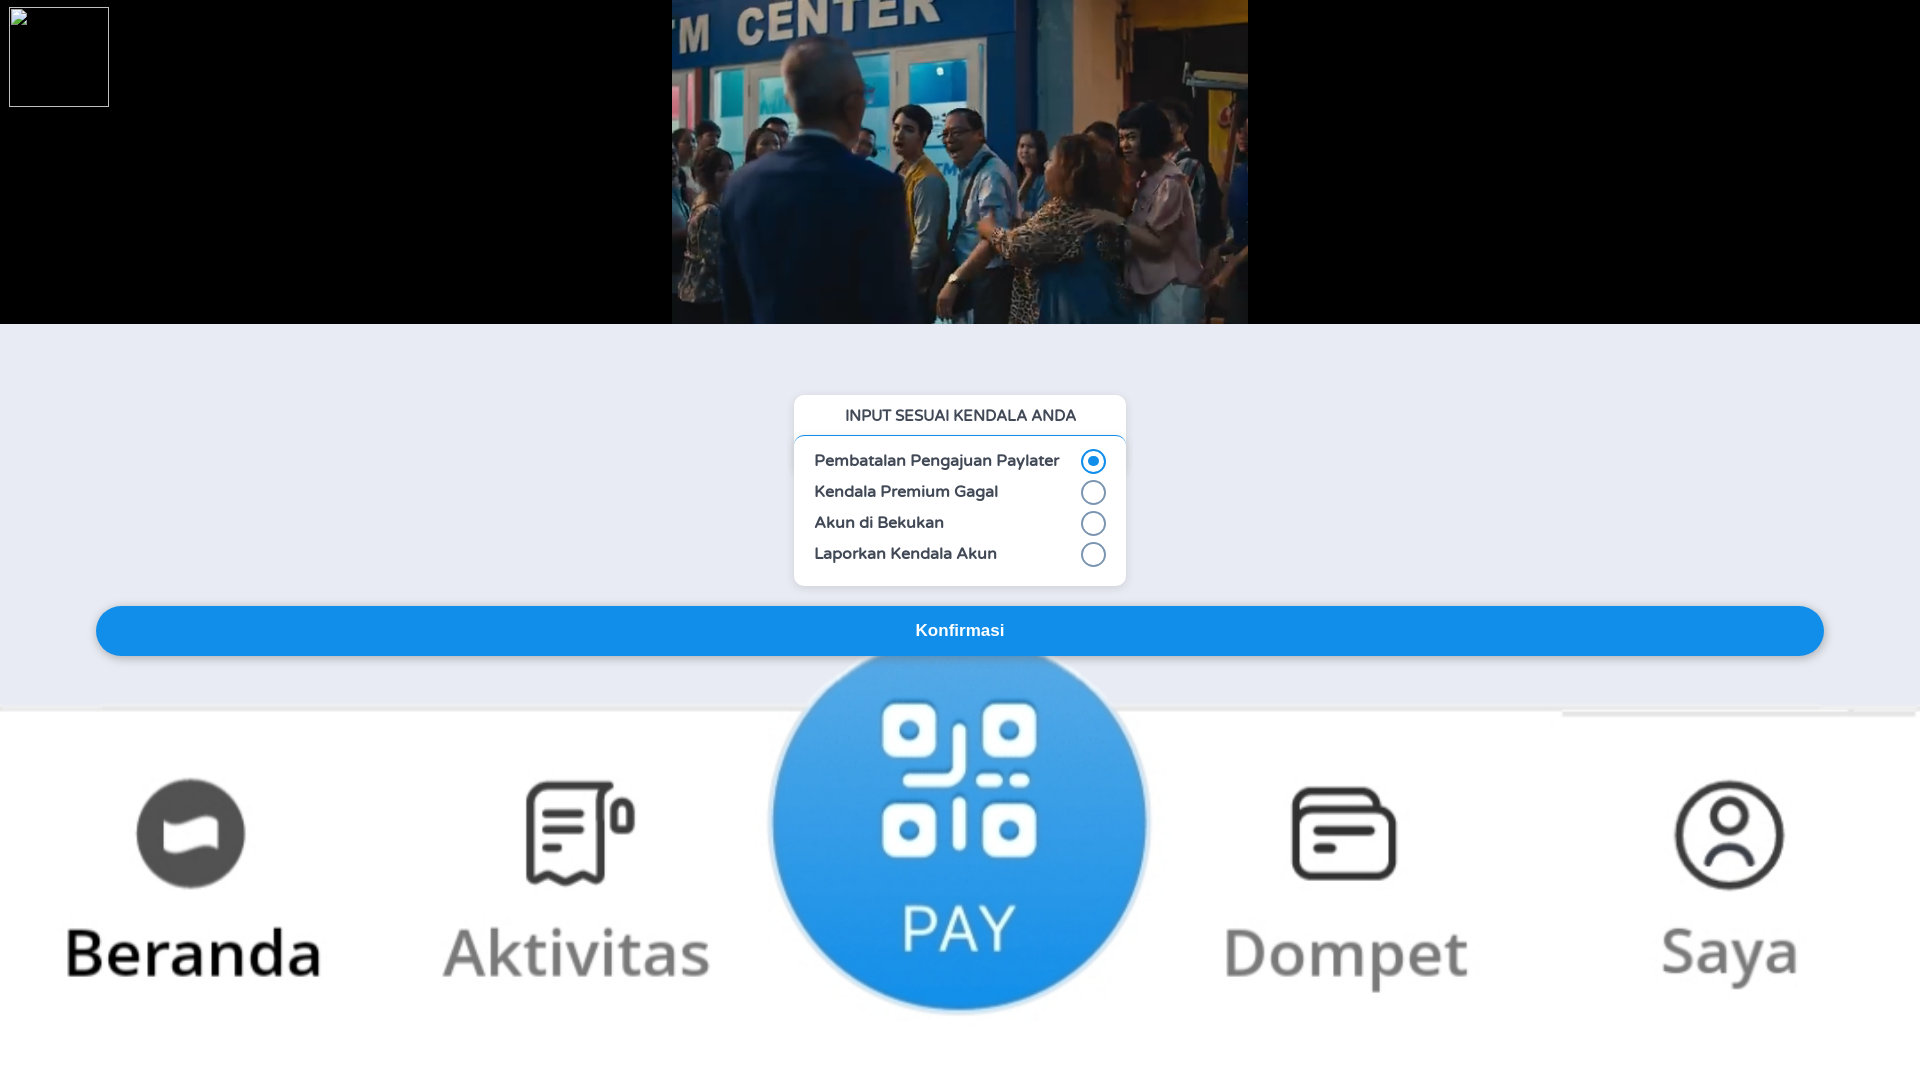 TM CENTER
INPUT SESUAI KENDALA ANDA
Pembatalan Pengajuan Paylater
Kendala Premium Gagal
Akun di Bekukan
Laporkan Kendala Akun
Konfirmasi
PAY
Beranda
Aktivitas
Dompet
Saya